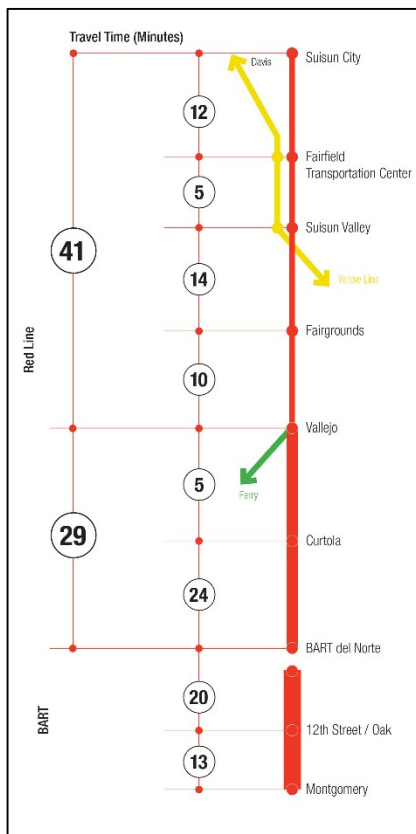 Travel Time (Minutes)
Davis
Suisun City
12
Fairfield
Transportation Center
5
Suisun Valley
41
14
Yellow Line
Fairgrounds
Red Line
10
Vallejo
5
Ferry
29
Curtola
24
BART del Norte
20
BART
12th Street / Oak
13
Montgomery